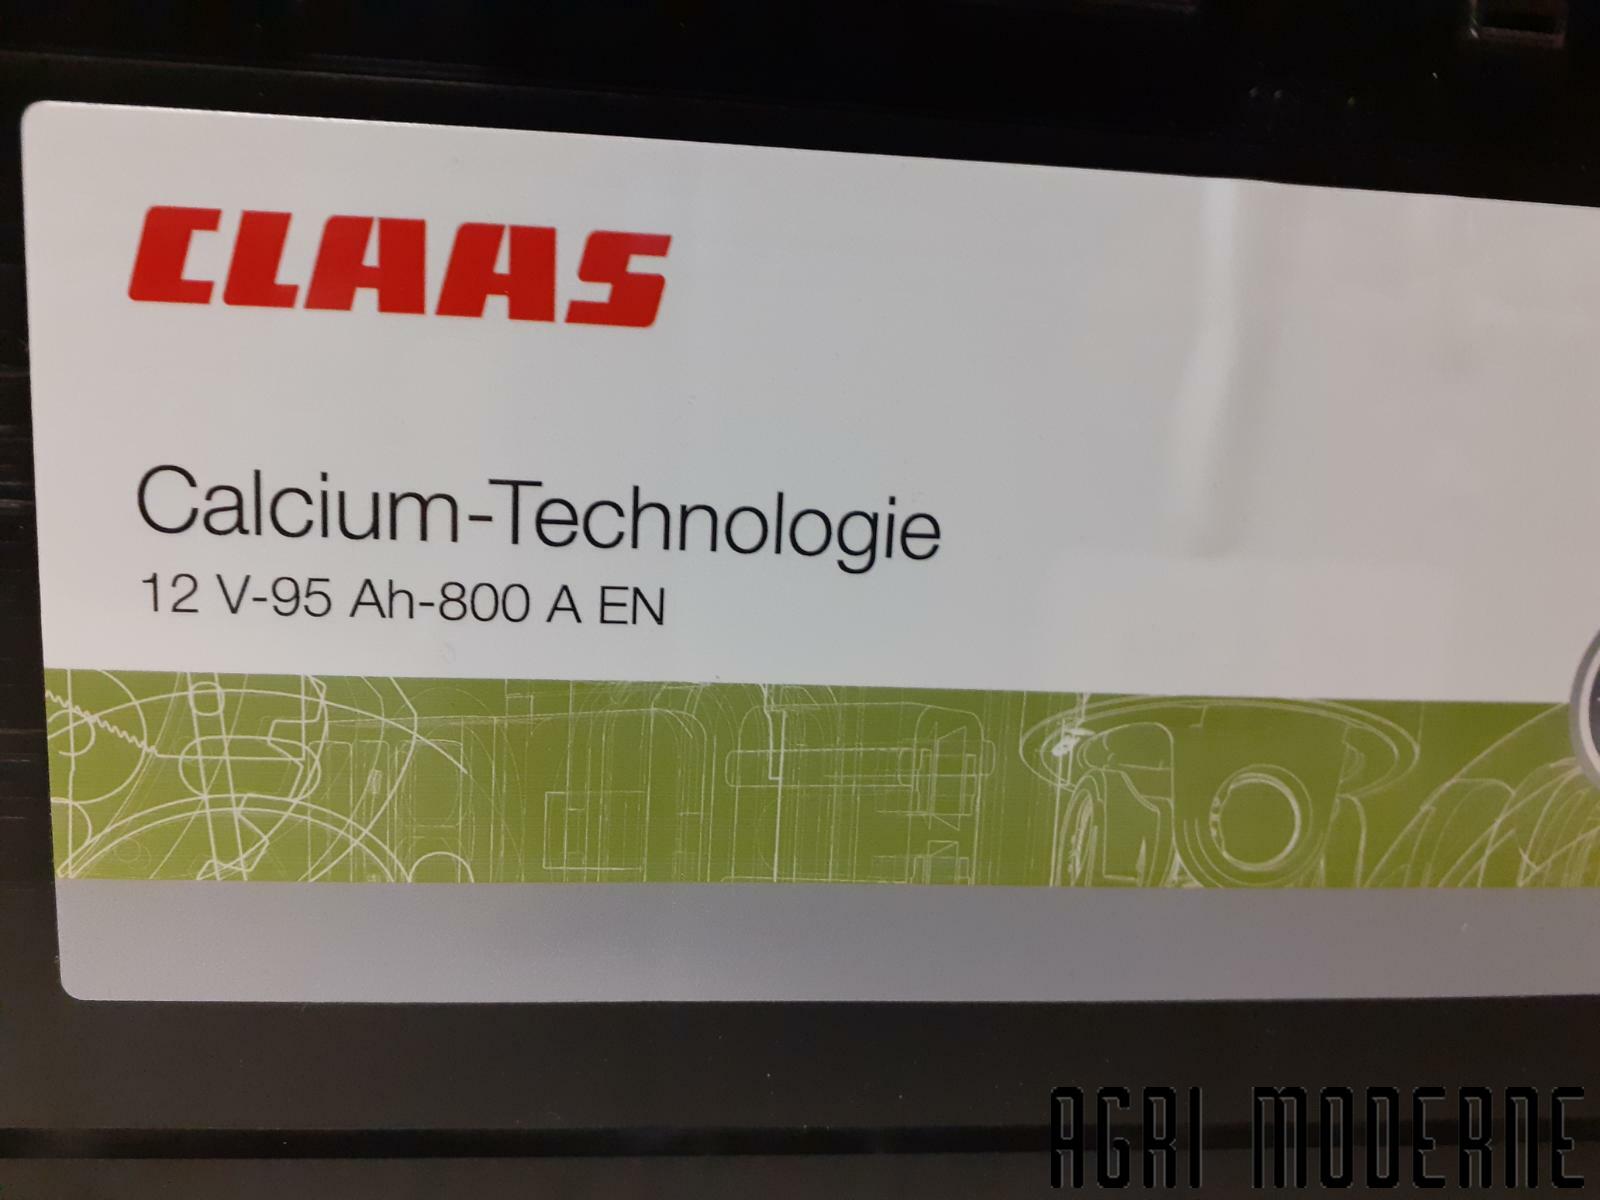 CLAAS
Calcium-Technologie
12 V-95 Ah-800 A EN
AGRI MODERNE